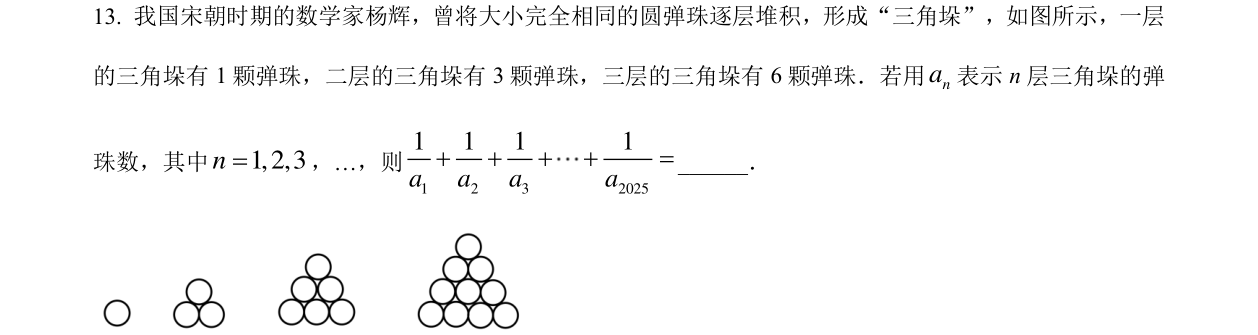 13. 我国宋朝时期的数学家杨辉，曾将大小完全相同的圆弹珠逐层堆积，形成“三角垛”，如图所示，一层
的三角垛有 1 颗弹珠，二层的三角垛有 3 颗弹珠，三层的三角垛有 6 颗弹珠．若用 a_n 表示 n 层三角垛的弹
珠数，其中 n =1,2,3，…，则 1/a_1 + 1/a_2 + 1/a_3 +⋯+ 1/a_2025 = ______．